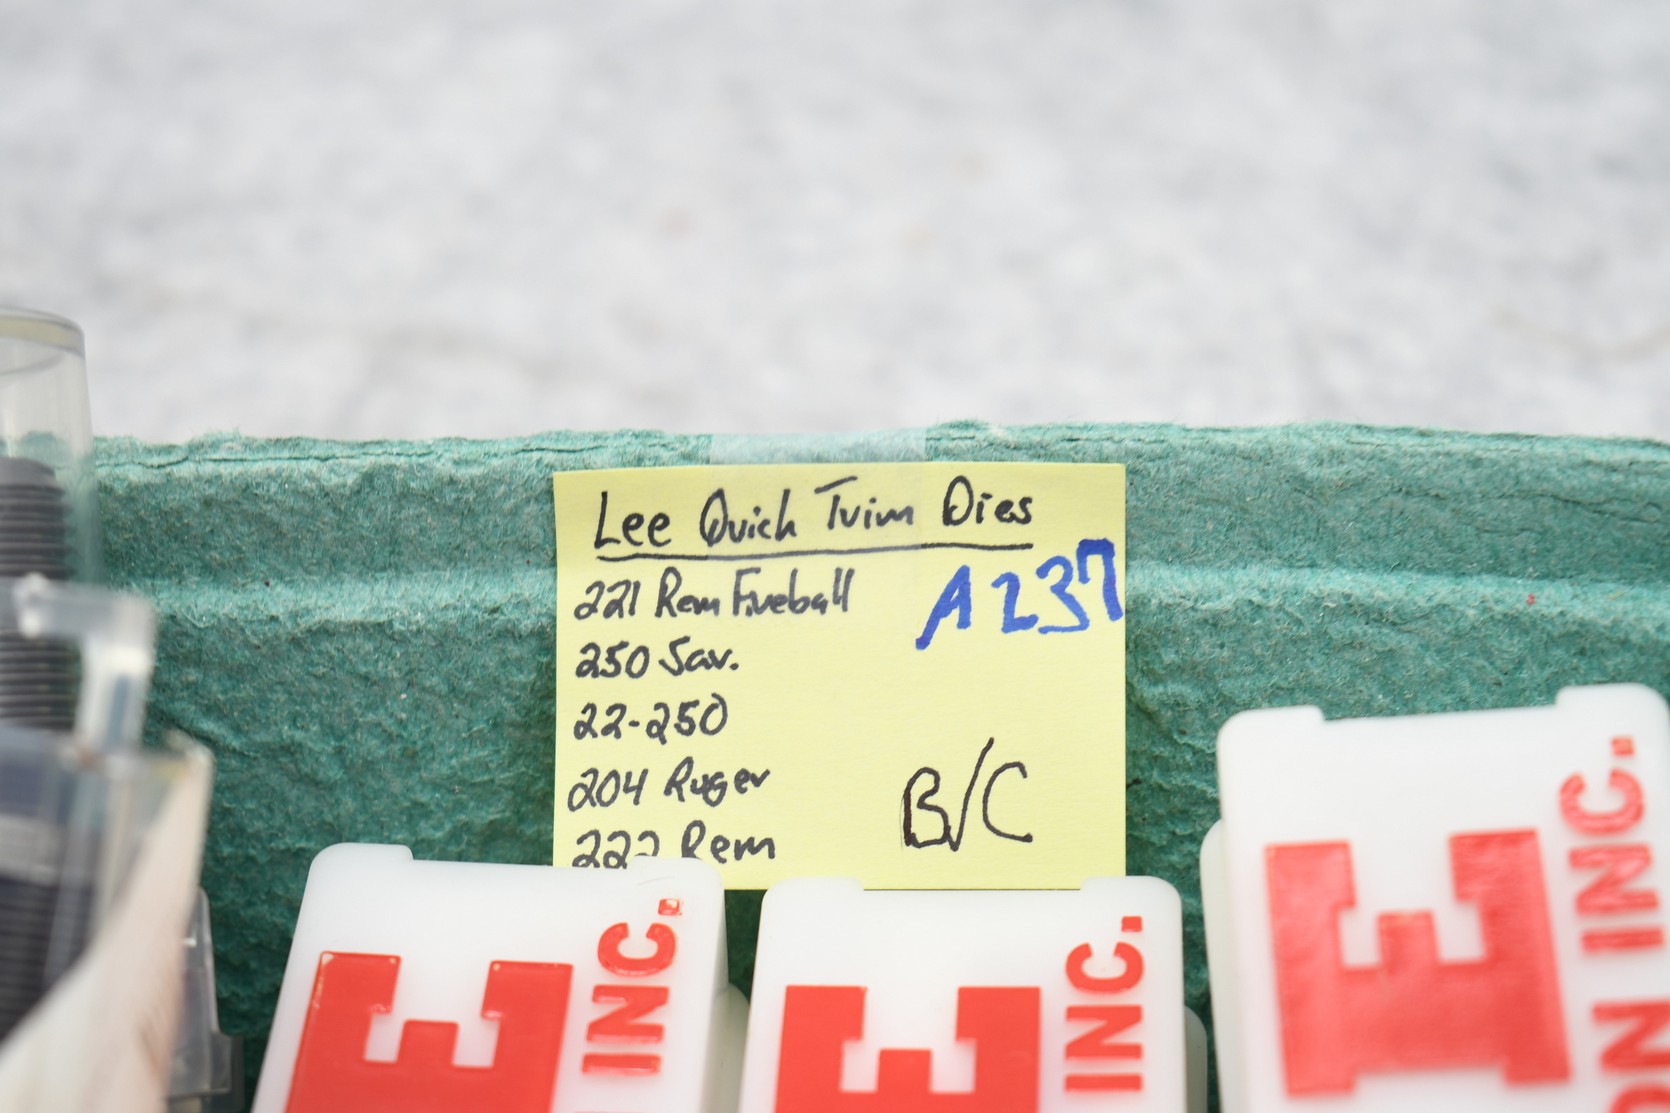 Lee Quick Trim Dies
221 Rem Fireball
A237
250 Sav.
22-250
204 Ruger
B/C
222 Rem
E INC.
E INC.
E ON INC.